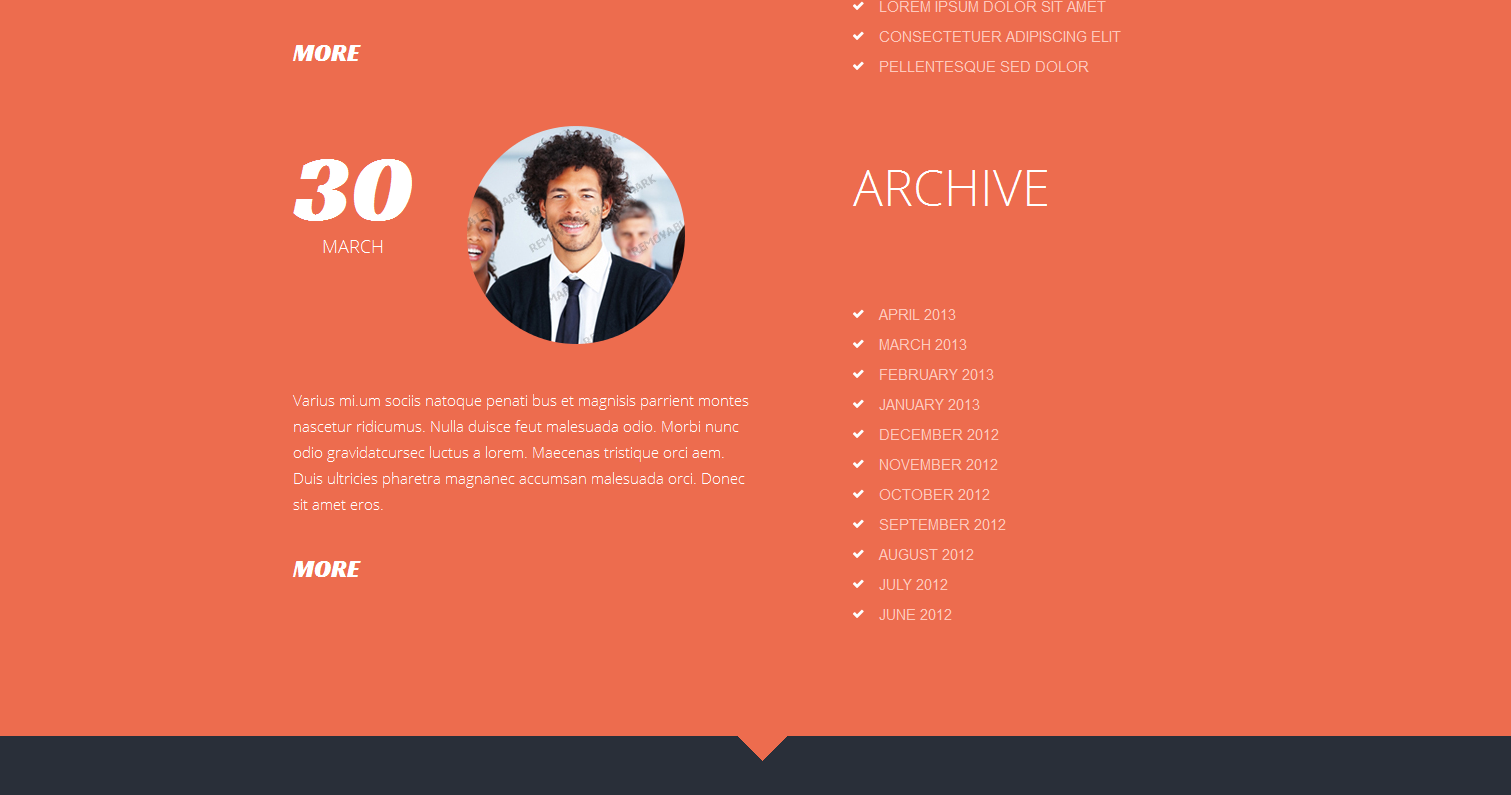 MORE
30
MARCH
Varius mi.um sociis natoque penati bus et magnisis parrient montes
nascetur ridicumus. Nulla duisce feut malesuada odio. Morbi nunc
odio gravidatcursec luctus a lorem. Maecenas tristique orci aem.
Duis ultricies pharetra magnanec accumsan malesuada orci. Donec
sit amet eros.
MORE
LOREM IPSUM DOLOR SIT AMET
CONSECTETUER ADIPISCING ELIT
PELLENTESQUE SED DOLOR
ARCHIVE
APRIL 2013
MARCH 2013
FEBRUARY 2013
JANUARY 2013
DECEMBER 2012
NOVEMBER 2012
OCTOBER 2012
SEPTEMBER 2012
AUGUST 2012
JULY 2012
JUNE 2012